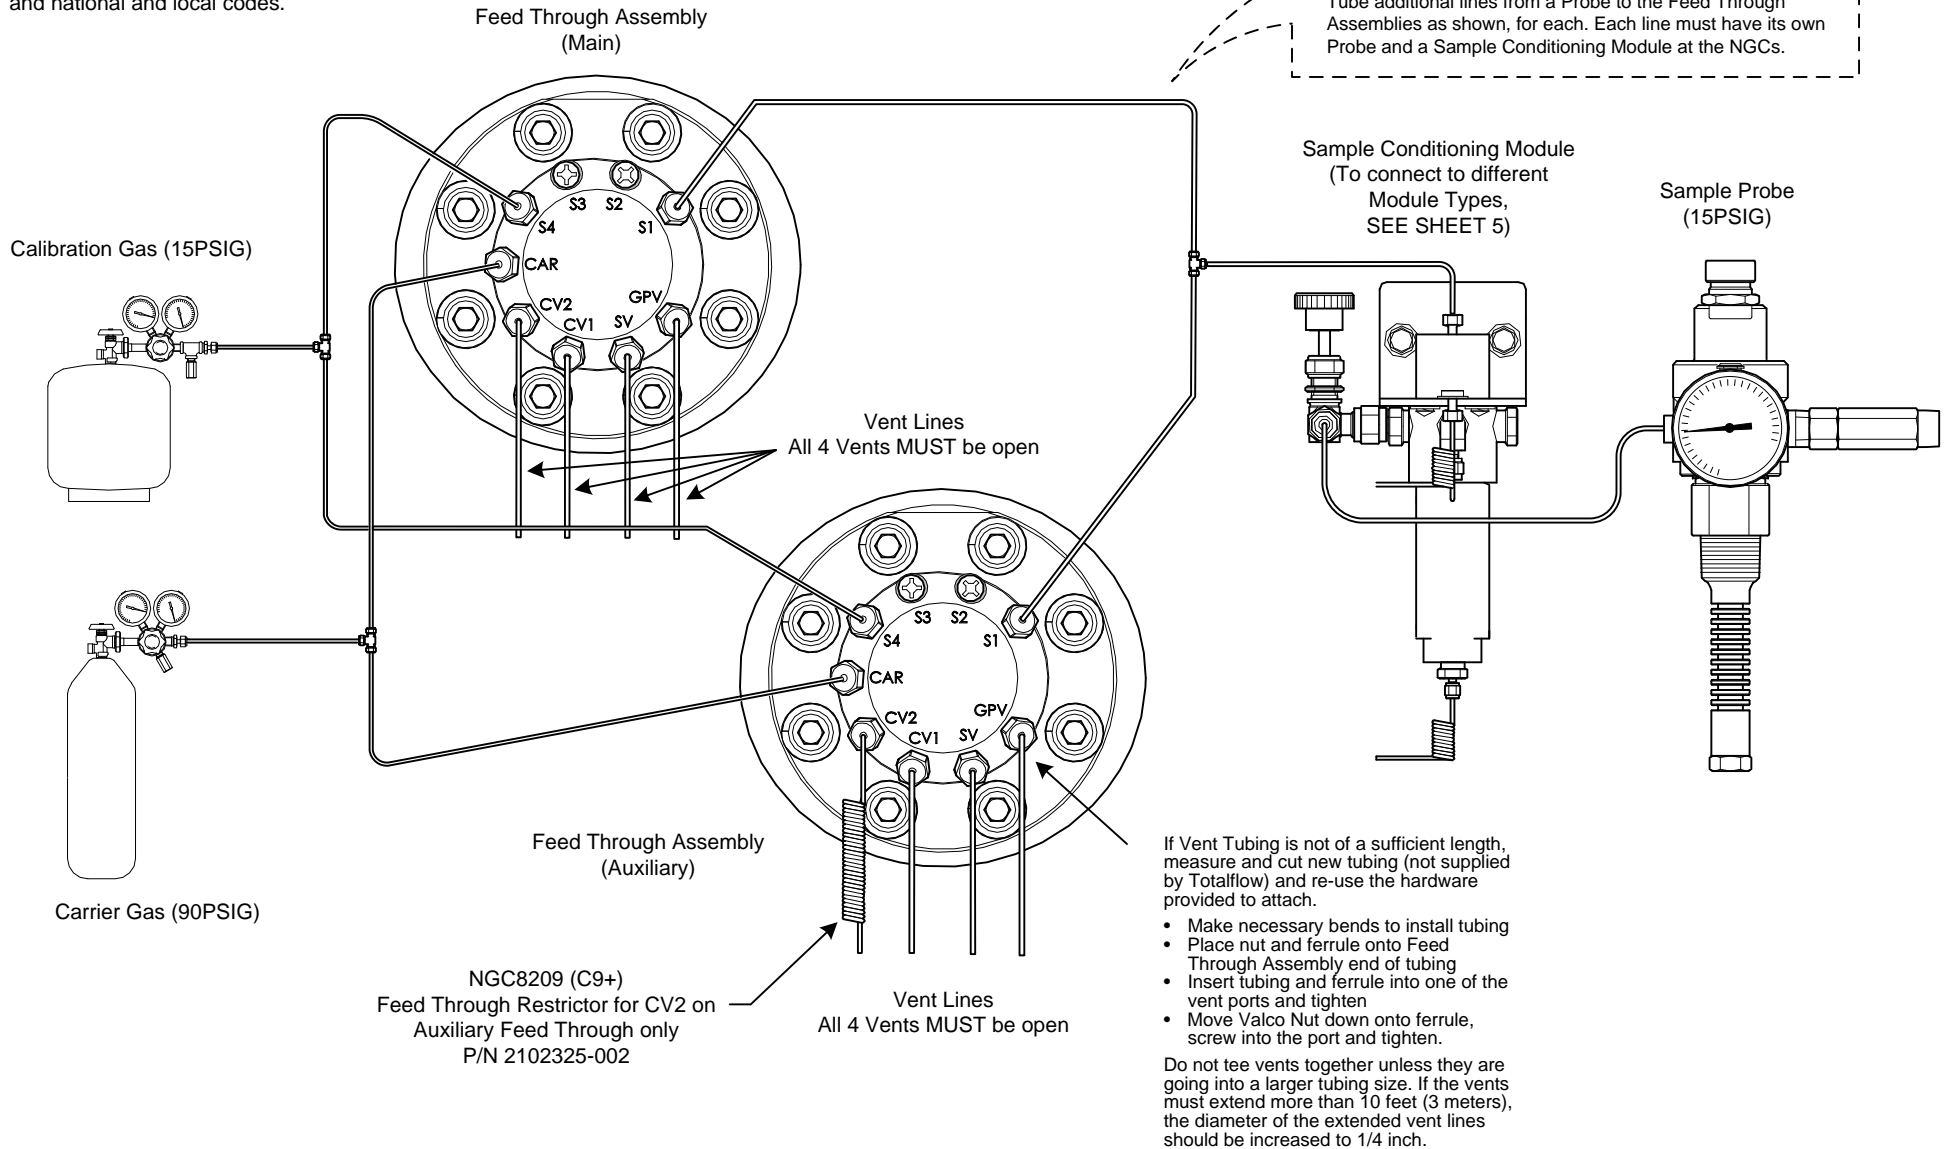 and national and local codes.
Feed Through Assembly
(Main)
Tube additional lines from a Probe to the Feed Through
Assemblies as shown, for each. Each line must have its own
Probe and a Sample Conditioning Module at the NGCs.
Sample Conditioning Module
(To connect to different
Module Types,
SEE SHEET 5)
Sample Probe
(15PSIG)
Calibration Gas (15PSIG)
S3
S2
S4
S1
CAR
CV2
GPV
CV1
SV
Vent Lines
All 4 Vents MUST be open
S3
S2
S4
S1
CAR
CV2
GPV
CV1
SV
Feed Through Assembly
(Auxiliary)
Carrier Gas (90PSIG)
NGC8209 (C9+)
Feed Through Restrictor for CV2 on
Auxiliary Feed Through only
P/N 2102325-002
Vent Lines
All 4 Vents MUST be open
If Vent Tubing is not of a sufficient length,
measure and cut new tubing (not supplied
by Totalflow) and re-use the hardware
provided to attach.
• Make necessary bends to install tubing
• Place nut and ferrule onto Feed
Through Assembly end of tubing
• Insert tubing and ferrule into one of the
vent ports and tighten
• Move Valco Nut down onto ferrule,
screw into the port and tighten.
Do not tee vents together unless they are
going into a larger tubing size. If the vents
must extend more than 10 feet (3 meters),
the diameter of the extended vent lines
should be increased to 1/4 inch.